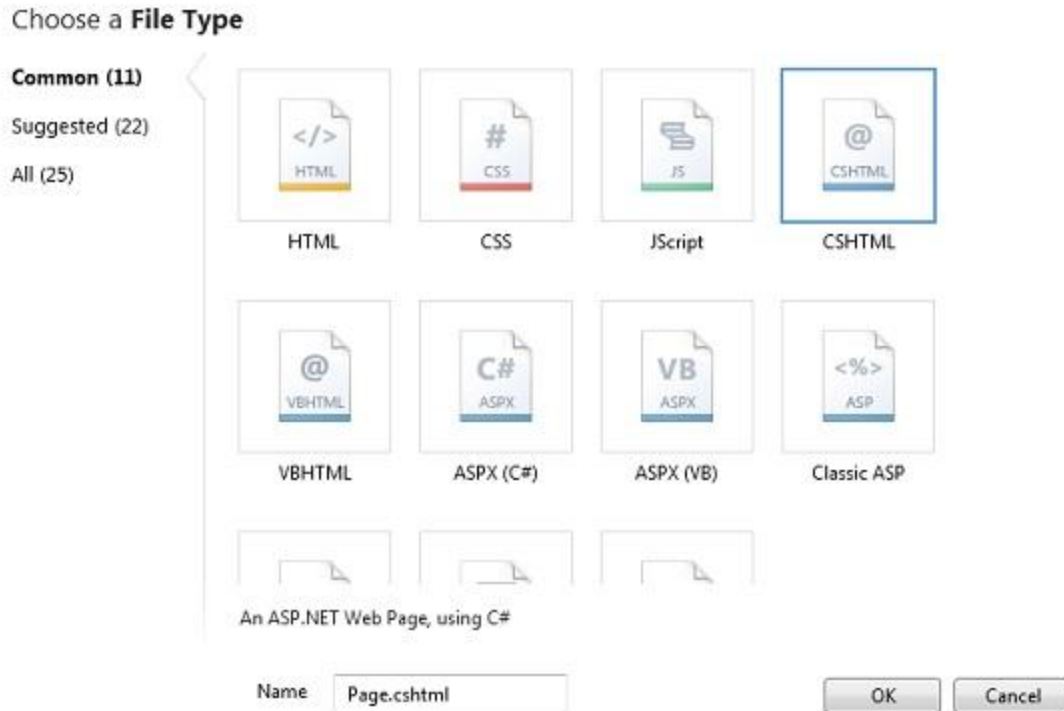 Choose a File Type
Common (11)
Suggested (22)
All (25)
</>
HTML
HTML
#
CSS
CSS
JS
JScript
@
CSHTML
CSHTML
@
VBHTML
VBHTML
C#
ASPX
ASPX (C#)
VB
ASPX
ASPX (VB)
<%>
ASP
Classic ASP
An ASP.NET Web Page, using C#
Name
Page.cshtml
OK
Cancel